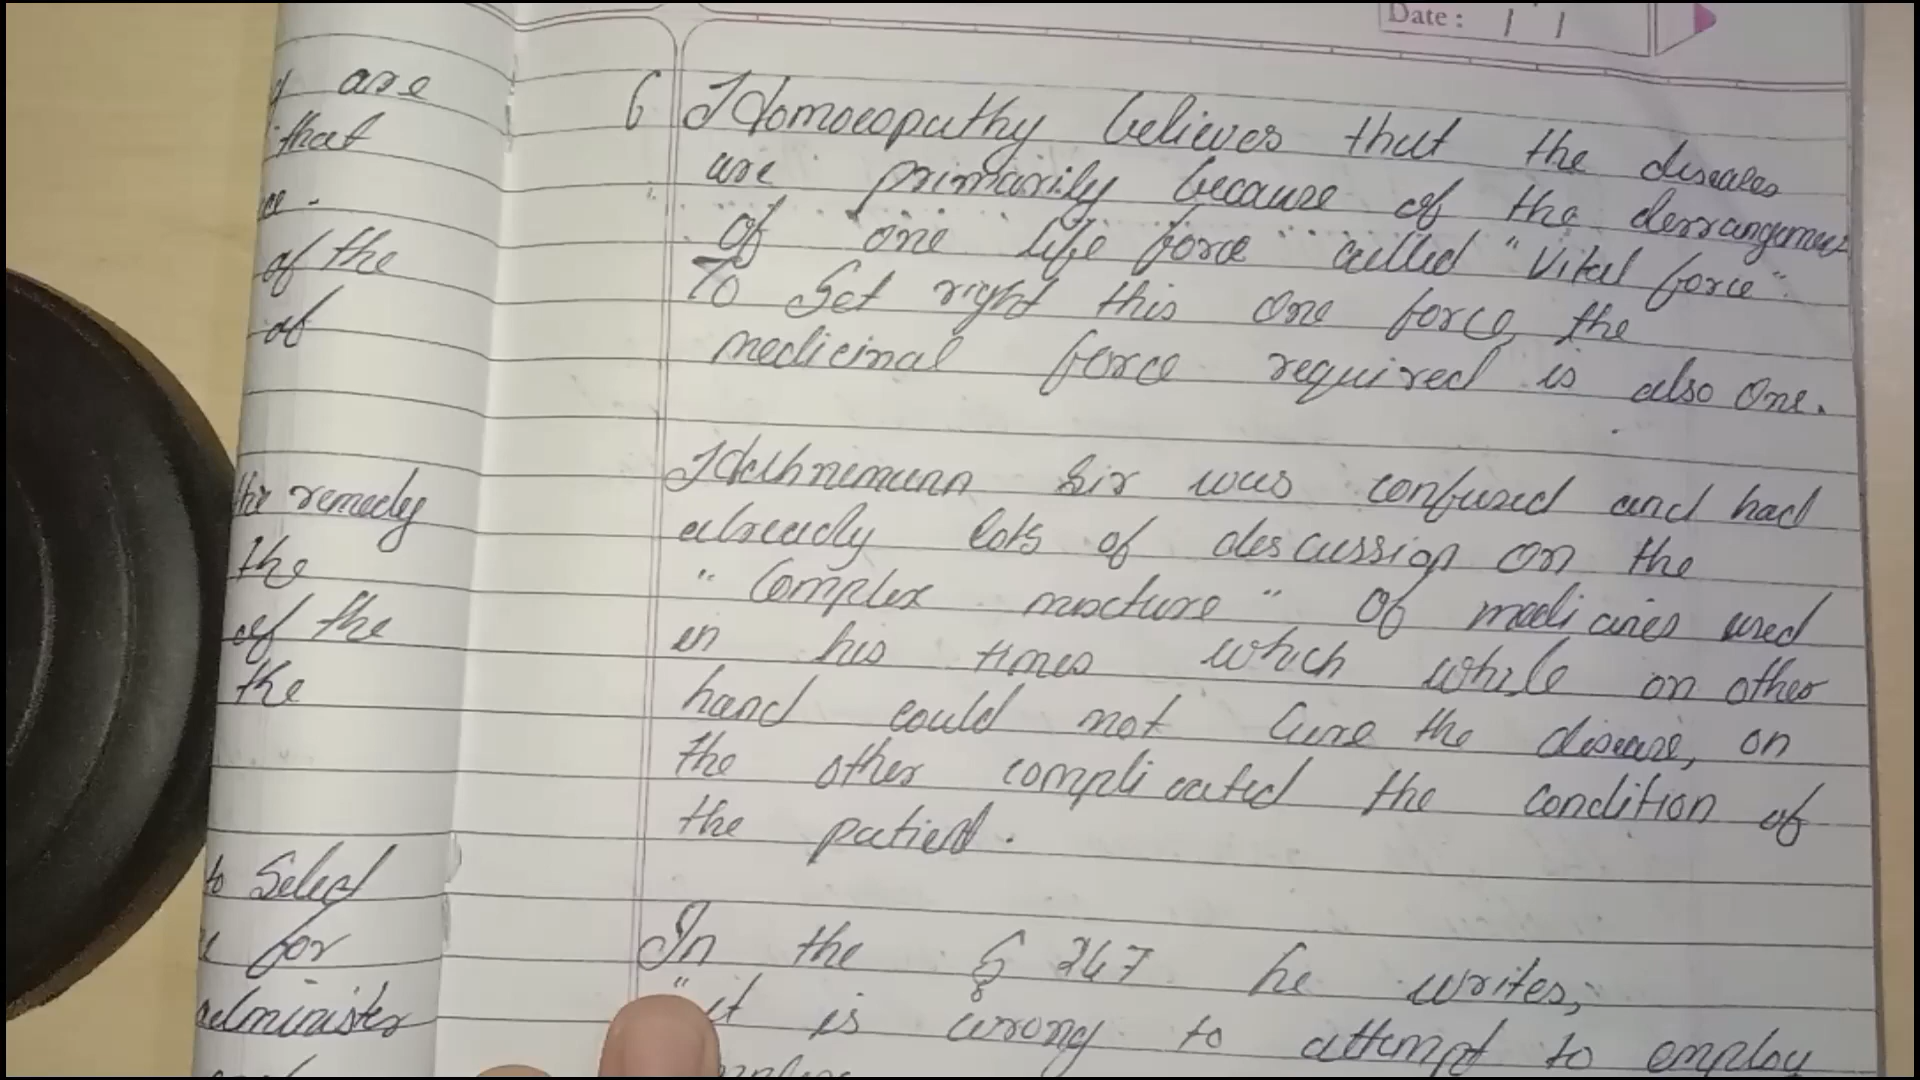 Date :
are
that
of the
of
remedy
the
of the
the
to Select
for
administer
6 Homoeopathy believes that the diseases
are primarily because of the derrangement
of one life force called "Vital force".
To Set right this one force, the
medicinal force required is also One.
Hahnemann Sir was confused and had
already lots of descussion on the
"Complex mixture" Of medicines used
in his times which while on other
hand could not Cure the disease, on
the other complicated the condition of
the patient.
In the § 247 he writes,
"it is wrong to attempt to employ